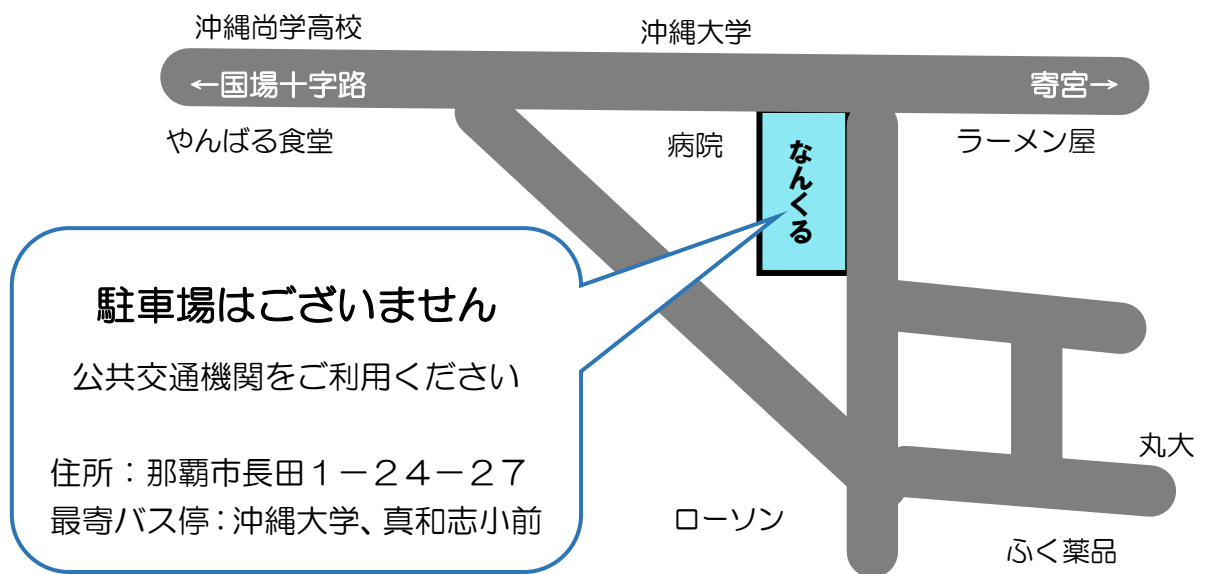 沖縄尚学高校
沖縄大学
←国場十字路
寄宮→
やんばる食堂
病院
なんくる
ラーメン屋
駐車場はございません
公共交通機関をご利用ください
住所：那覇市長田１－２４－２７
最寄バス停：沖縄大学、真和志小前
丸大
ローソン
ふく薬品